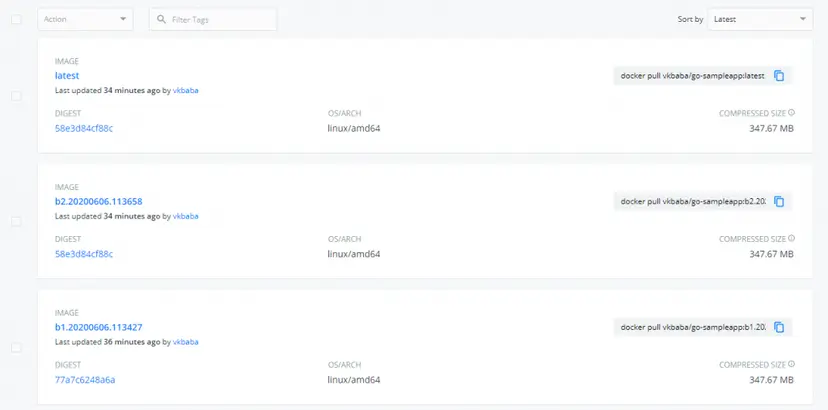 Action
Filter Tags
Sort by
Latest
IMAGE
latest
docker pull vkbaba/go-sampleapp:latest
Last updated 34 minutes ago by vkbaba
DIGEST OS/ARCH COMPRESSED SIZE
58e3d84cf88c linux/amd64 347.67 MB
IMAGE
b2.20200606.113658
docker pull vkbaba/go-sampleapp:b2.20
Last updated 34 minutes ago by vkbaba
DIGEST OS/ARCH COMPRESSED SIZE
58e3d84cf88c linux/amd64 347.67 MB
IMAGE
b1.20200606.113427
docker pull vkbaba/go-sampleapp:b1.20
Last updated 36 minutes ago by vkbaba
DIGEST OS/ARCH COMPRESSED SIZE
77a7c6248a6a linux/amd64 347.67 MB